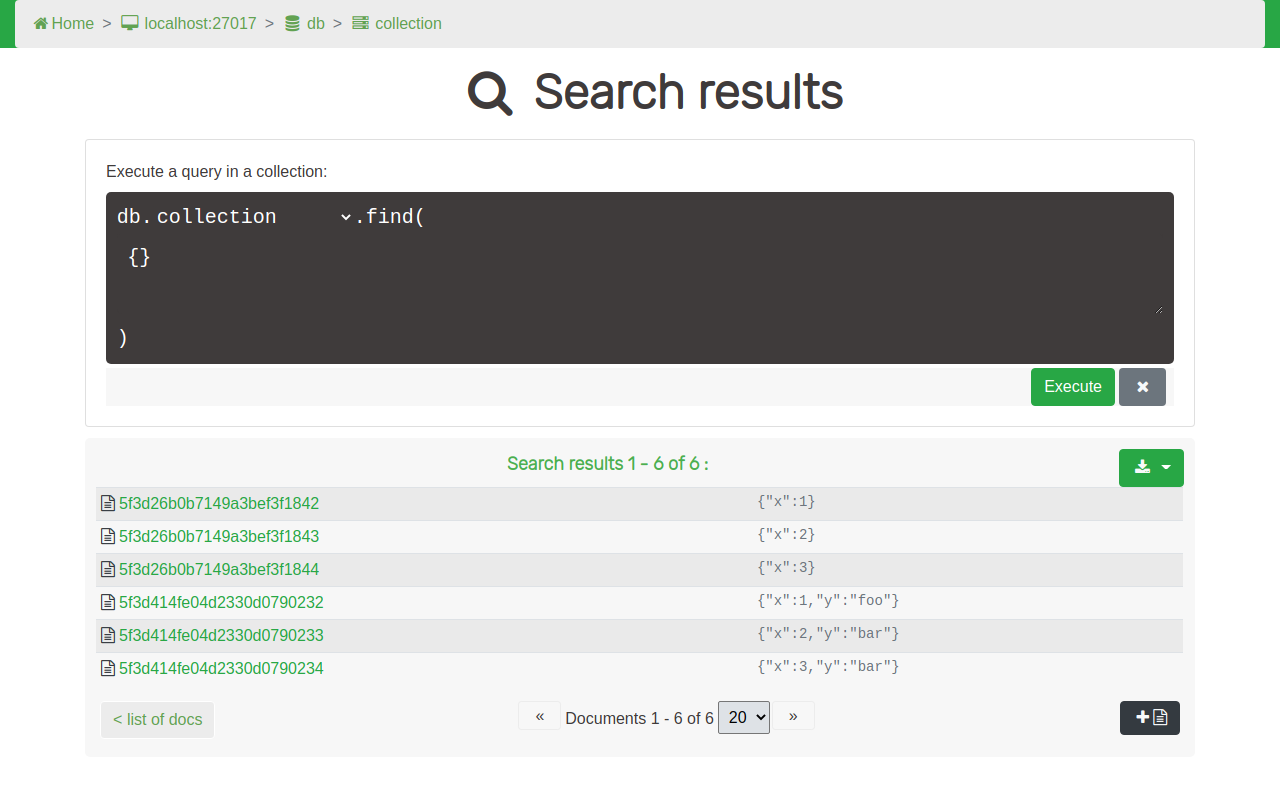 Home > localhost:27017 > db > collection
Search results
Execute a query in a collection:
db. collection .find(
{}
)
Execute
Search results 1 - 6 of 6 :
5f3d26b0b7149a3bef3f1842 {"x":1}
5f3d26b0b7149a3bef3f1843 {"x":2}
5f3d26b0b7149a3bef3f1844 {"x":3}
5f3d414fe04d2330d0790232 {"x":1,"y":"foo"}
5f3d414fe04d2330d0790233 {"x":2,"y":"bar"}
5f3d414fe04d2330d0790234 {"x":3,"y":"bar"}
< list of docs « Documents 1 - 6 of 6 20 »